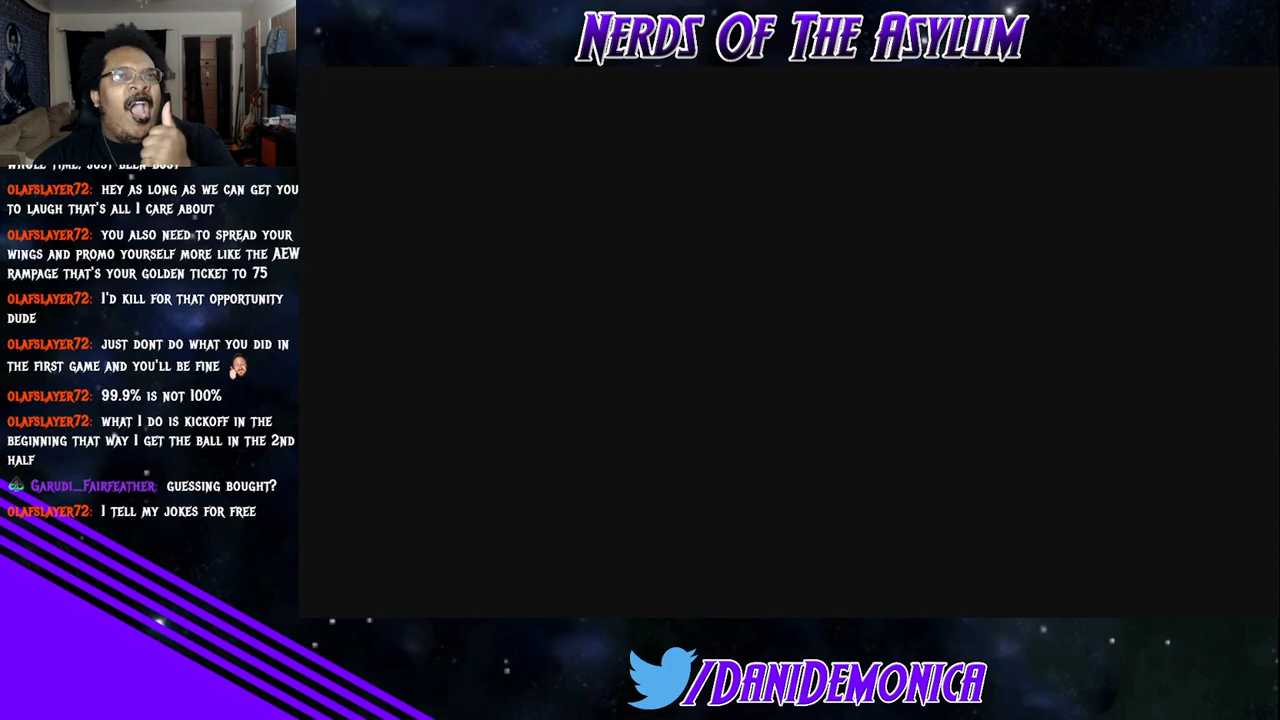 NERDS OF THE ASYLUM
WHOLE TIME, JUST BEEN BUSY
OLAFSLAYER72: HEY AS LONG AS WE CAN GET YOU
TO LAUGH THAT'S ALL I CARE ABOUT
OLAFSLAYER72: YOU ALSO NEED TO SPREAD YOUR
WINGS AND PROMO YOURSELF MORE LIKE THE AEW
RAMPAGE THAT'S YOUR GOLDEN TICKET TO 75
OLAFSLAYER72: I'D KILL FOR THAT OPPORTUNITY
DUDE
OLAFSLAYER72: JUST DONT DO WHAT YOU DID IN
THE FIRST GAME AND YOU'LL BE FINE
OLAFSLAYER72: 99.9% IS NOT 100%
OLAFSLAYER72: WHAT I DO IS KICKOFF IN THE
BEGINNING THAT WAY I GET THE BALL IN THE 2ND
HALF
GARUDI_FAIRFEATHER: GUESSING BOUGHT?
OLAFSLAYER72: I TELL MY JOKES FOR FREE
/DANIDEMONICA